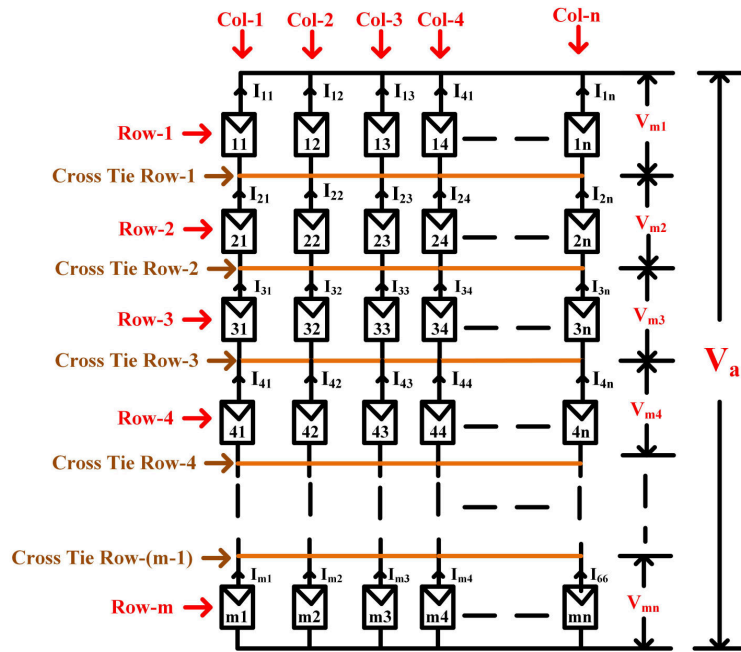 Col-1 Col-2 Col-3 Col-4 Col-n
I11 I12 I13 I41 I1n
Row-1 11 12 13 14 1n Vm1
Cross Tie Row-1
I21 I22 I23 I24 I2n
Row-2 21 22 23 24 2n Vm2
Cross Tie Row-2
I31 I32 I33 I34 I3n
Row-3 31 32 33 34 3n Vm3
Cross Tie Row-3
Va
I41 I42 I43 I44 I4n
Row-4 41 42 43 44 4n Vm4
Cross Tie Row-4
Cross Tie Row-(m-1)
Im1 Im2 Im3 Im4 I66
Row-m m1 m2 m3 m4 mn Vmn